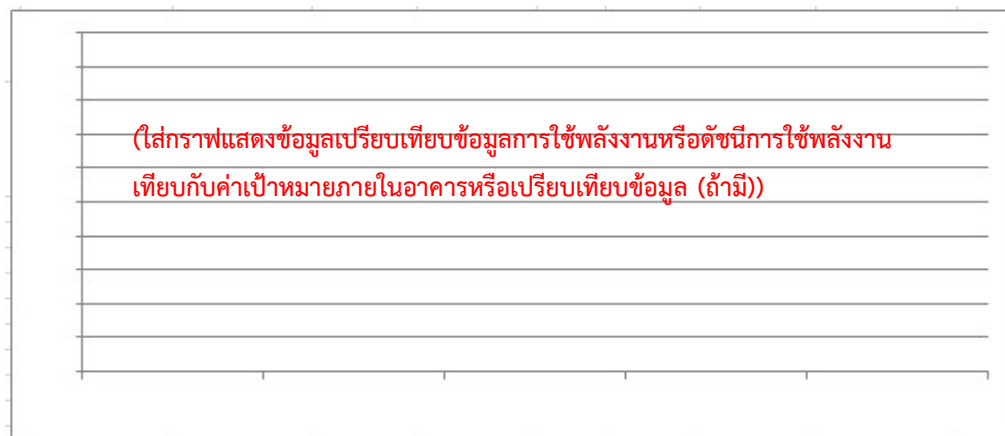 (ใส่กราฟแสดงข้อมูลเปรียบเทียบข้อมูลการใช้พลังงานหรือดัชนีการใช้พลังงาน
เทียบกับค่าเป้าหมายภายในอาคารหรือเปรียบเทียบข้อมูล (ถ้ามี))